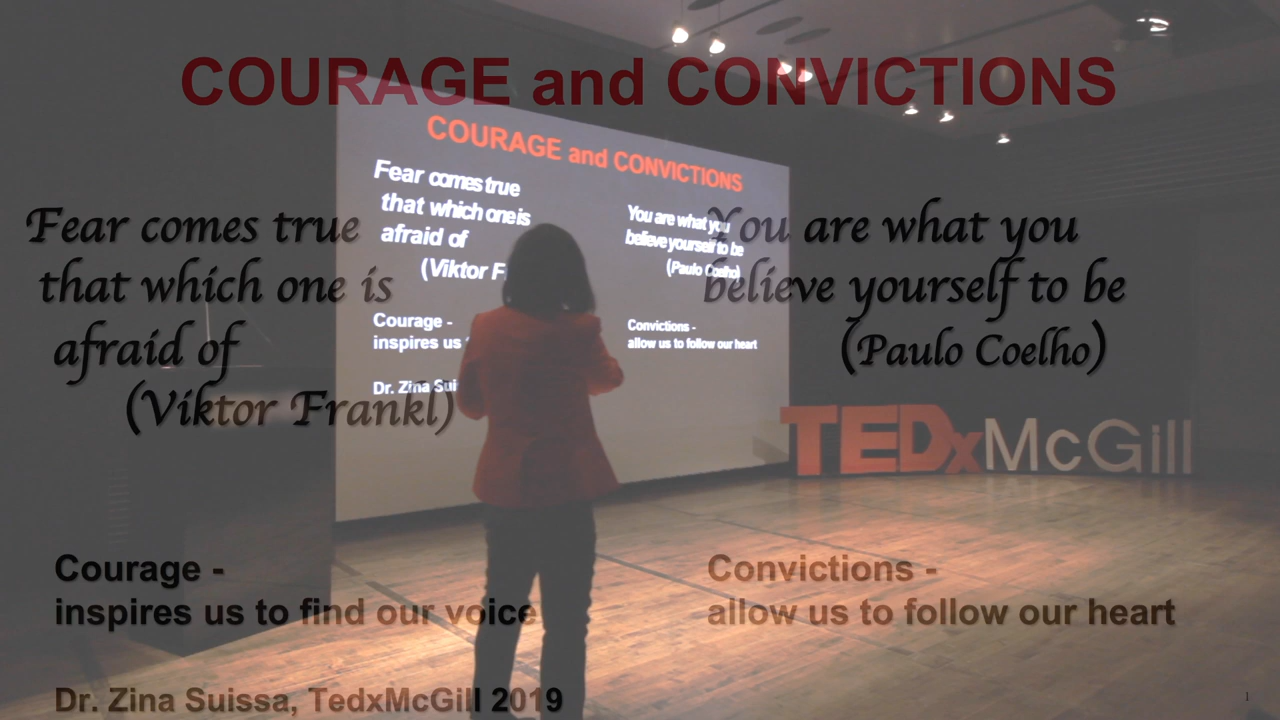 COURAGE and CONVICTIONS
Fear comes true
that which one is
afraid of
(Viktor Frankl)
You are what you
believe yourself to be
(Paulo Coelho)
Courage -
inspires us to find our voice
Convictions -
allow us to follow our heart
Dr. Zina Suissa, TedxMcGill 2019
1
COURAGE and CONVICTIONS
Fear comes true
that which one is
afraid of
(Viktor F
You are what you
believe yourself to be
(Paulo Coelho)
Courage -
inspires us
Convictions -
allow us to follow our heart
Dr. Zina Sui
TEDxMcGill